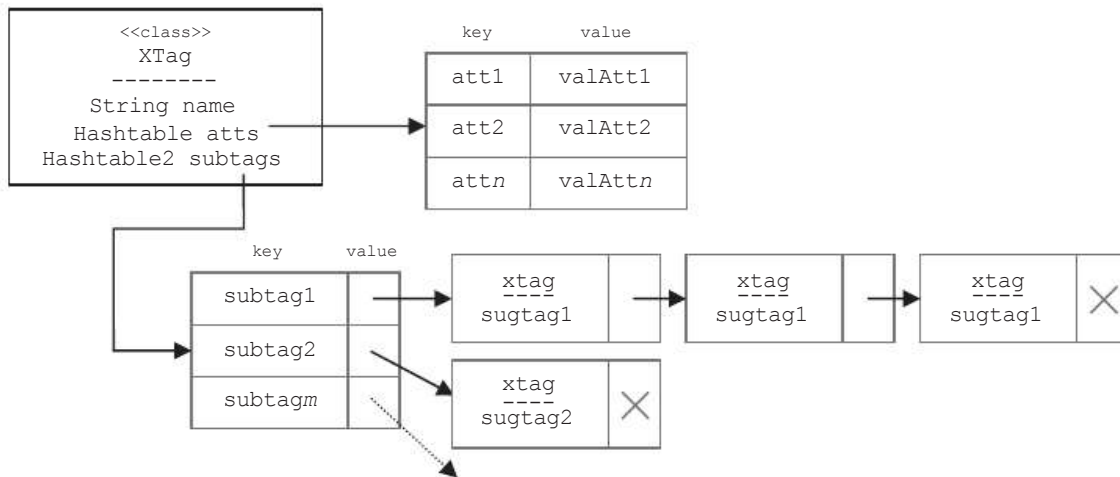 <<class>>
XTag
--------
String name
Hashtable atts
Hashtable2 subtags
key value
att1 valAtt1
att2 valAtt2
attn valAttn
key value
subtag1
subtag2
subtagm
xtag
----
sugtag1
xtag
----
sugtag1
xtag
----
sugtag1
xtag
----
sugtag2